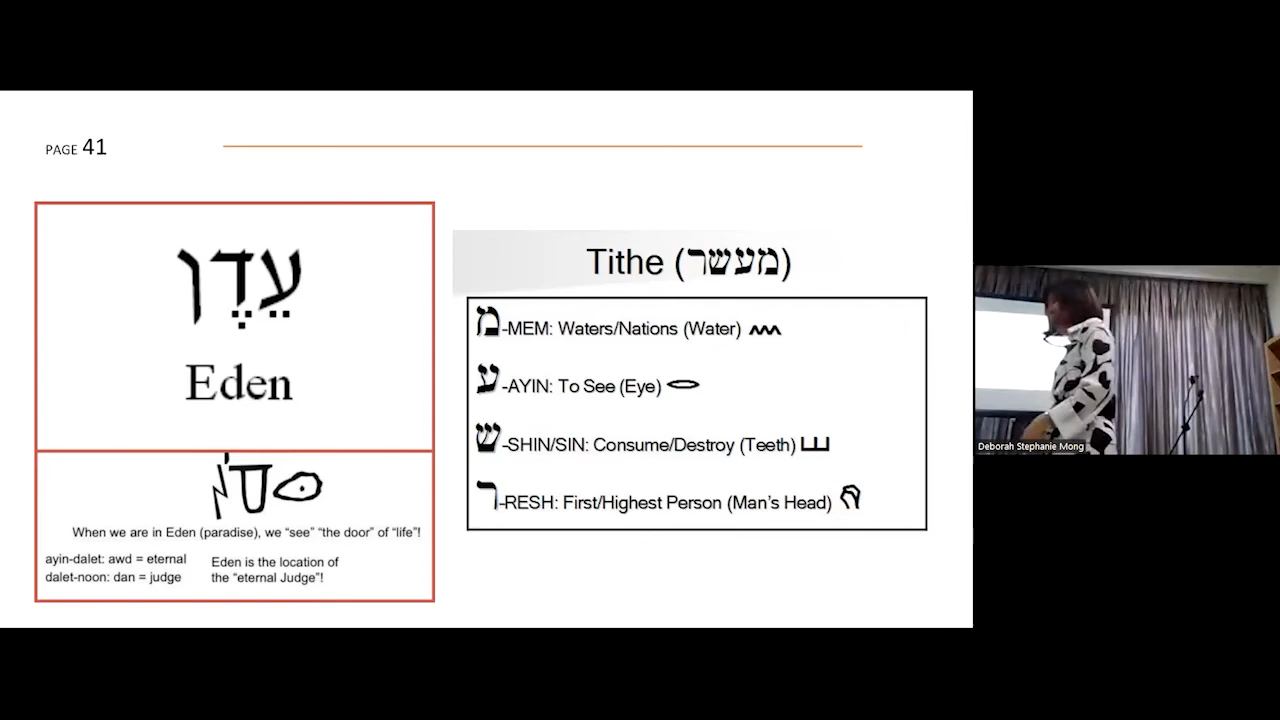 PAGE 41
עֵדֶן
Eden
When we are in Eden (paradise), we “see” “the door” of “life”!
ayin-dalet: awd = eternal
dalet-noon: dan = judge
Eden is the location of
the “eternal Judge”!
Tithe (מעשר)
מ-MEM: Waters/Nations (Water)
ע-AYIN: To See (Eye)
ש-SHIN/SIN: Consume/Destroy (Teeth)
ר-RESH: First/Highest Person (Man’s Head)
Deborah Stephanie Mong